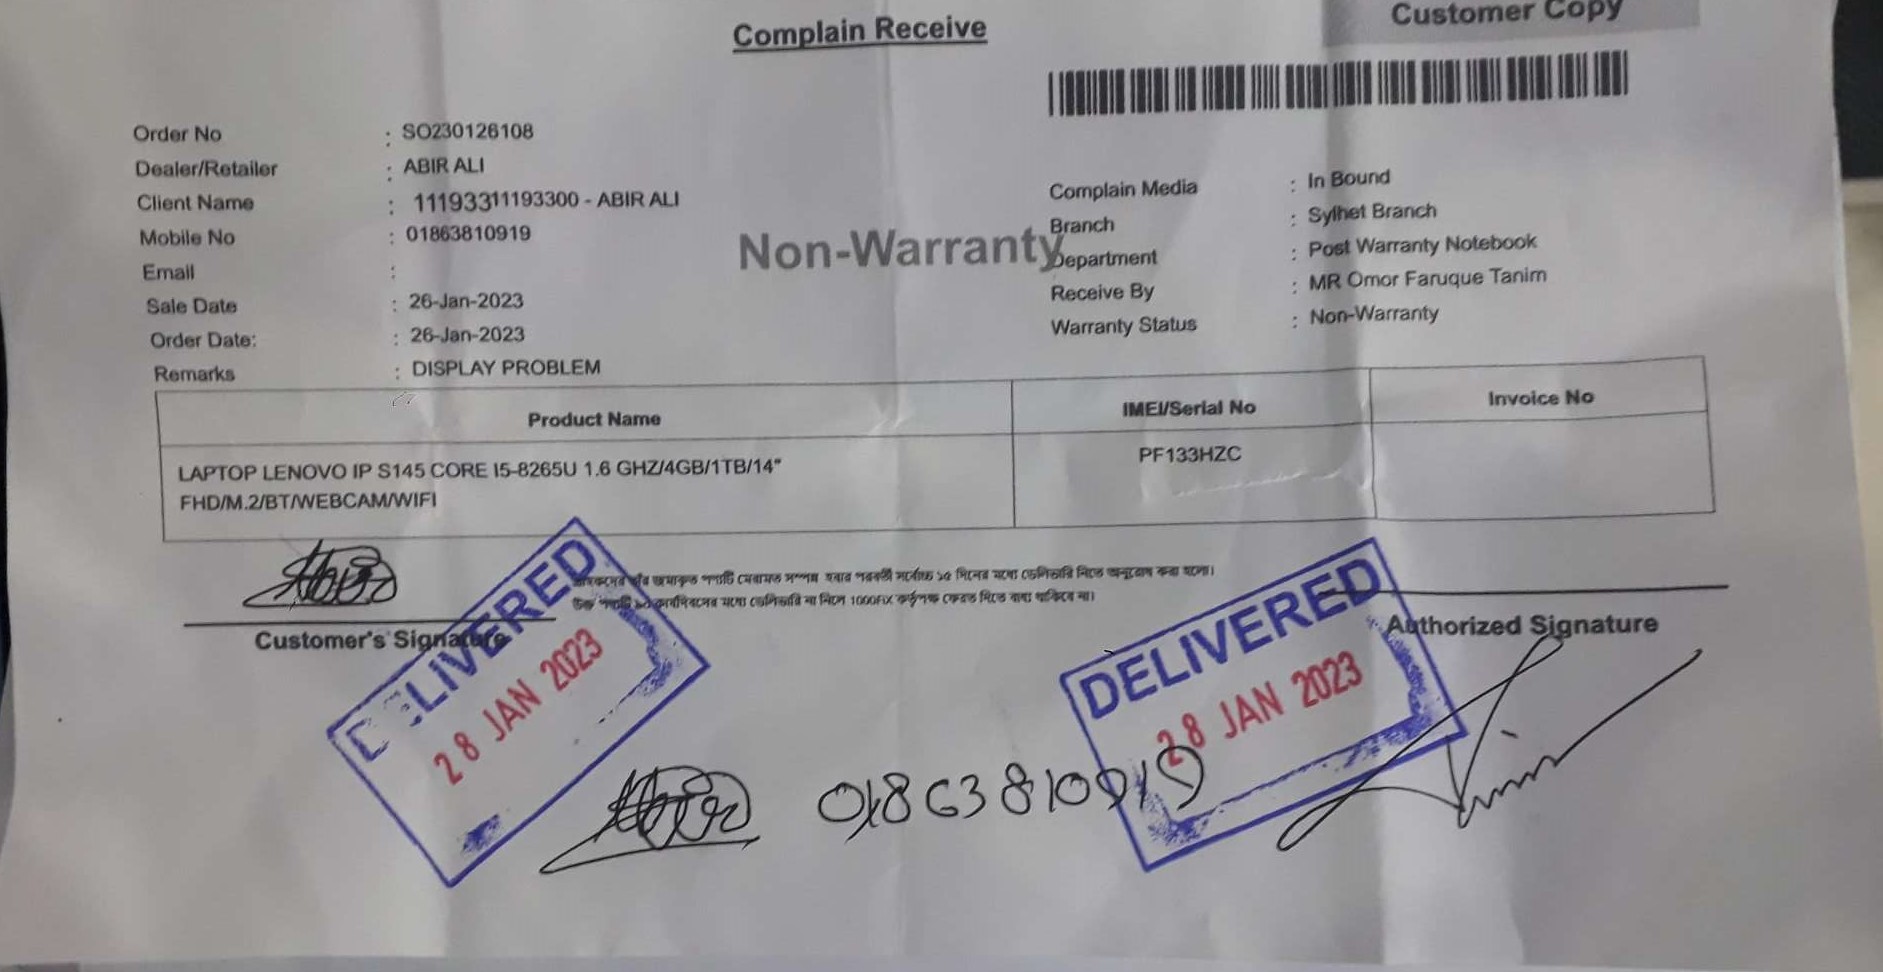 Complain Receive
Customer Copy
Order No : SO230126108
Dealer/Retailer : ABIR ALI
Client Name : 11193311193300 - ABIR ALI
Mobile No : 01863810919
Email :
Sale Date : 26-Jan-2023
Order Date: : 26-Jan-2023
Remarks : DISPLAY PROBLEM
Non-Warranty
Complain Media : In Bound
Branch : Sylhet Branch
Department : Post Warranty Notebook
Receive By : MR Omor Faruque Tanim
Warranty Status : Non-Warranty
Product Name IMEI/Serial No Invoice No
LAPTOP LENOVO IP S145 CORE I5-8265U 1.6 GHZ/4GB/1TB/14" PF133HZC
FHD/M.2/BT/WEBCAM/WIFI
জমাকৃত পণ্যটি মেরামত সম্পন্ন হবার পরবর্তী সর্বোচ্চ ১৫ দিনের মধ্যে ডেলিভারি নিতে অনুরোধ করা হলো।
উক্ত পণ্যটি ৯০ কার্যদিবসের মধ্যে ডেলিভারি না নিলে 1000FIX কর্তৃপক্ষ ফেরত দিতে বাধ্য থাকিবে না।
Customer's Signature
Authorized Signature
DELIVERED
28 JAN 2023
DELIVERED
28 JAN 2023
01863810919